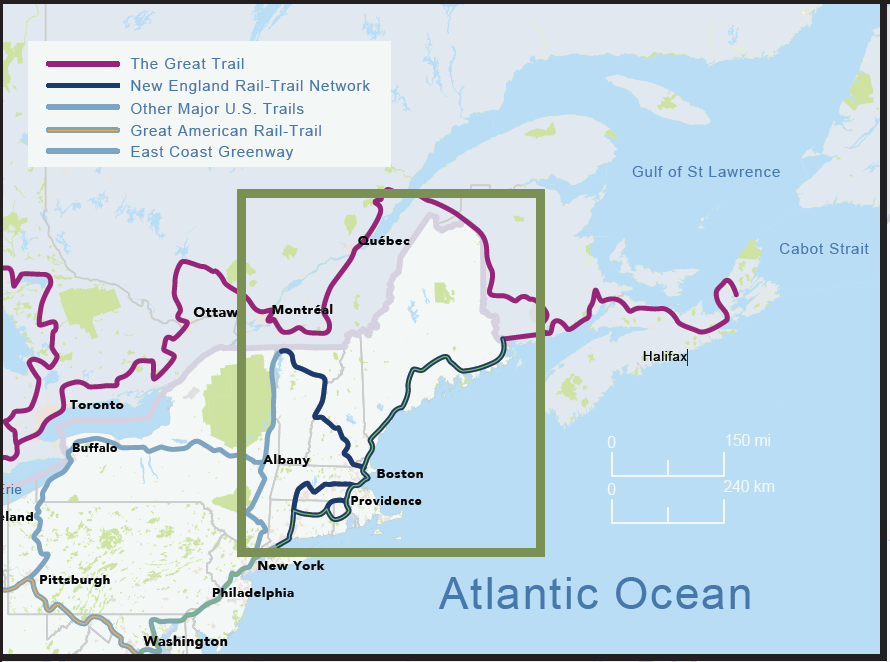 The Great Trail
New England Rail-Trail Network
Other Major U.S. Trails
Great American Rail-Trail
East Coast Greenway
Gulf of St Lawrence
Cabot Strait
Québec
Ottaw
Montréal
Halifax
Toronto
Buffalo
Albany
Boston
Erie
eland
Providence
0 150 mi
0 240 km
New York
Pittsburgh
Philadelphia
Atlantic Ocean
Washington